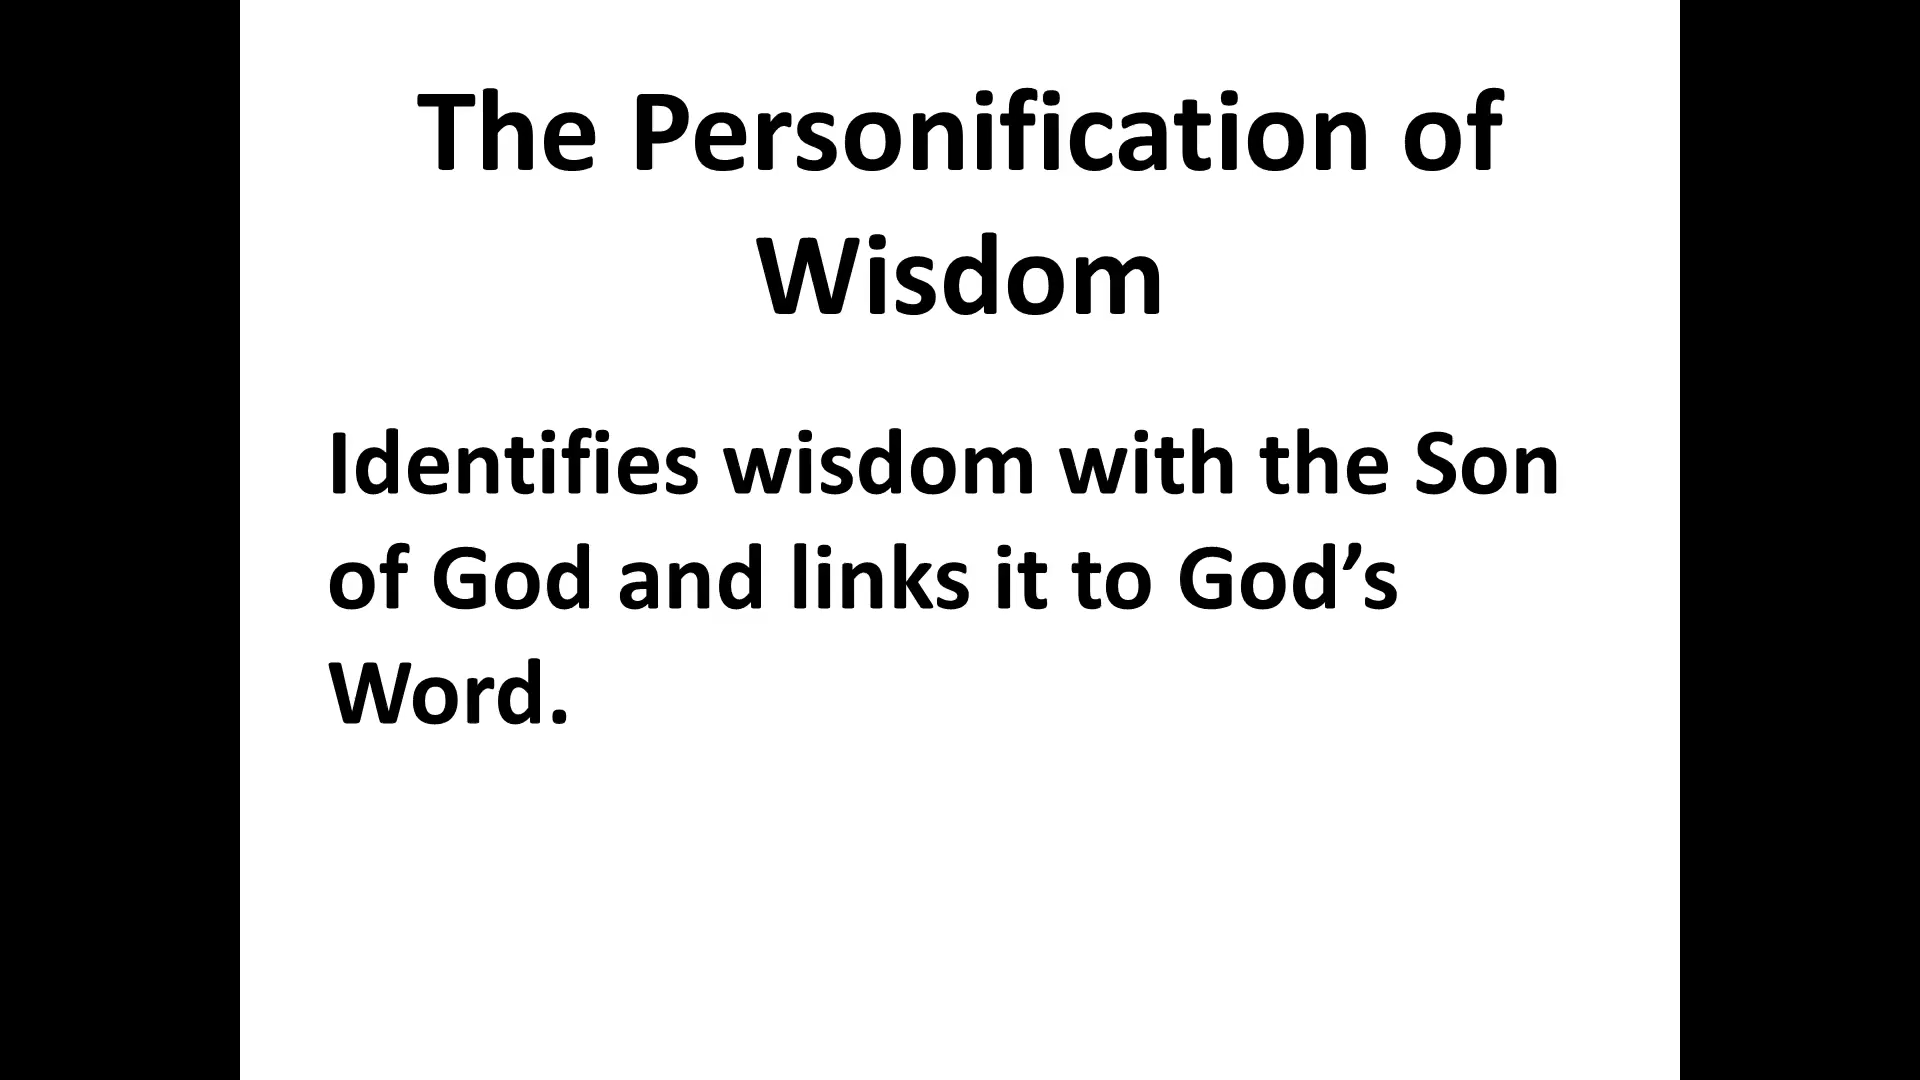 The Personification of
Wisdom
Identifies wisdom with the Son
of God and links it to God’s
Word.